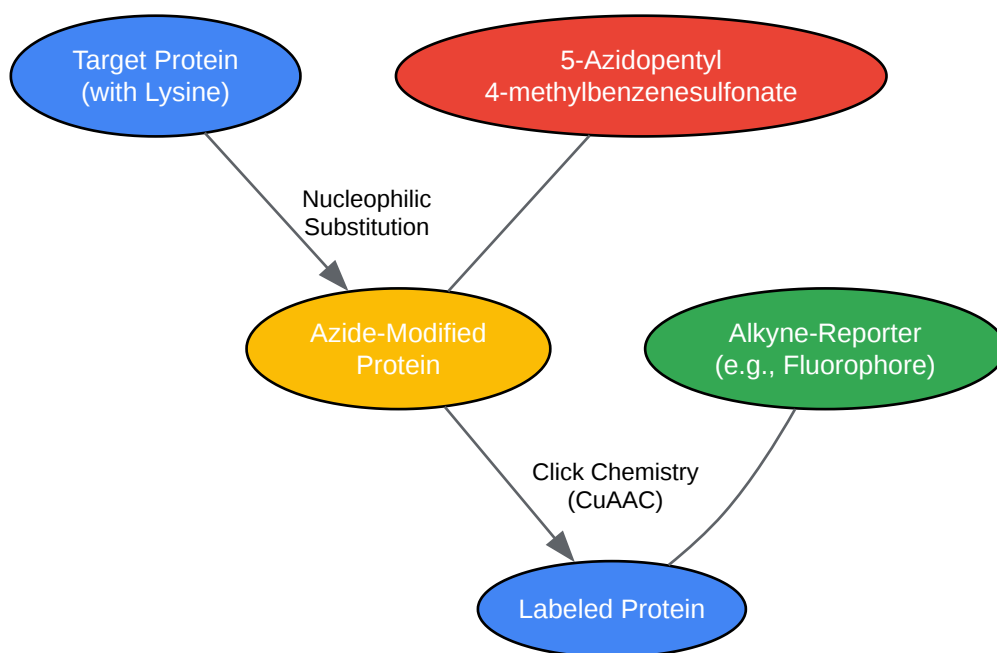 Target Protein
(with Lysine)
5-Azidopentyl
4-methylbenzenesulfonate
Nucleophilic
Substitution
Azide-Modified
Protein
Alkyne-Reporter
(e.g., Fluorophore)
Click Chemistry
(CuAAC)
Labeled Protein